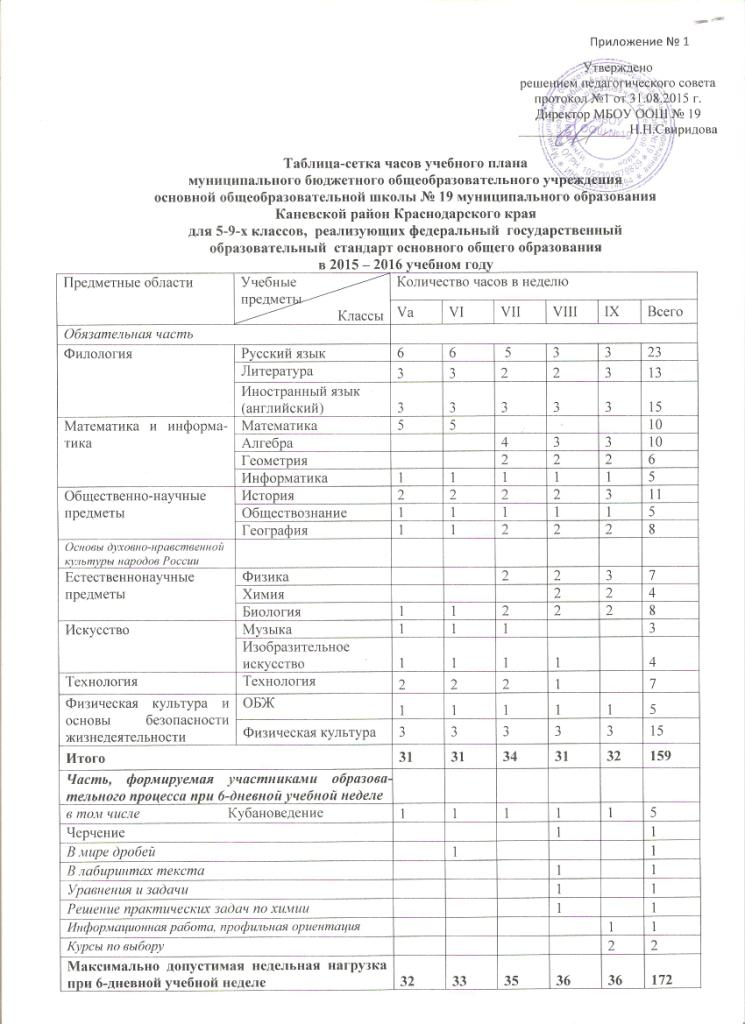 Приложение № 1
Утверждено
решением педагогического совета
протокол №1 от 31.08.2015 г.
Директор МБОУ ООШ № 19
Н.Н.Свиридова
Таблица-сетка часов учебного плана
муниципального бюджетного общеобразовательного учреждения
основной общеобразовательной школы № 19 муниципального образования
Каневской район Краснодарского края
для 5-9-х классов, реализующих федеральный государственный
образовательный стандарт основного общего образования
в 2015 – 2016 учебном году
Предметные области Учебные предметы Классы Количество часов в неделю
Vа VI VII VIII IX Всего
Обязательная часть
Филология Русский язык 6 6 5 3 3 23
Литература 3 3 2 2 3 13
Иностранный язык
(английский) 3 3 3 3 3 15
Математика и информа-
тика
Математика 5 5 10
Алгебра 4 3 3 10
Геометрия 2 2 2 6
Информатика 1 1 1 1 1 5
Общественно-научные
предметы
История 2 2 2 2 3 11
Обществознание 1 1 1 1 1 5
География 1 1 2 2 2 8
Основы духовно-нравственной
культуры народов России
Естественнонаучные
предметы
Физика 2 2 3 7
Химия 2 2 4
Биология 1 1 2 2 2 8
Искусство Музыка 1 1 1 3
Изобразительное
искусство 1 1 1 1 4
Технология Технология 2 2 2 1 7
Физическая культура и
основы безопасности
жизнедеятельности
ОБЖ 1 1 1 1 1 5
Физическая культура 3 3 3 3 3 15
Итого 31 31 34 31 32 159
Часть, формируемая участниками образова-
тельного процесса при 6-дневной учебной неделе
в том числе Кубановедение 1 1 1 1 1 5
Черчение 1 1
В мире дробей 1 1
В лабиринтах текста 1 1
Уравнения и задачи 1 1
Решение практических задач по химии 1 1
Информационная работа, профильная ориентация 1 1
Курсы по выбору 2 2
Максимально допустимая недельная нагрузка
при 6-дневной учебной неделе 32 33 35 36 36 172